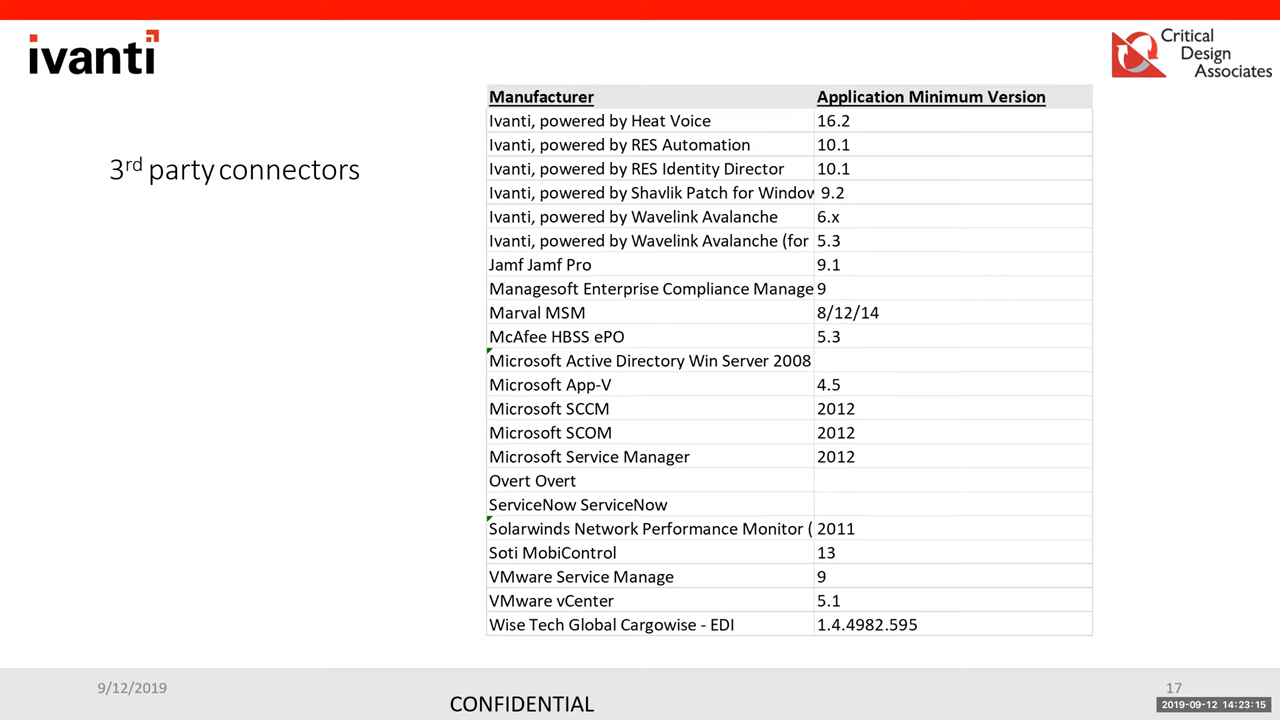 ivanti
Critical
Design
Associates
3rd party connectors
Manufacturer Application Minimum Version
Ivanti, powered by Heat Voice 16.2
Ivanti, powered by RES Automation 10.1
Ivanti, powered by RES Identity Director 10.1
Ivanti, powered by Shavlik Patch for Window 9.2
Ivanti, powered by Wavelink Avalanche 6.x
Ivanti, powered by Wavelink Avalanche (for 5.3
Jamf Jamf Pro 9.1
Managesoft Enterprise Compliance Manage 9
Marval MSM 8/12/14
McAfee HBSS ePO 5.3
Microsoft Active Directory Win Server 2008
Microsoft App-V 4.5
Microsoft SCCM 2012
Microsoft SCOM 2012
Microsoft Service Manager 2012
Overt Overt
ServiceNow ServiceNow
Solarwinds Network Performance Monitor ( 2011
Soti MobiControl 13
VMware Service Manage 9
VMware vCenter 5.1
Wise Tech Global Cargowise - EDI 1.4.4982.595
9/12/2019
CONFIDENTIAL
17
2019-09-12 14:23:15